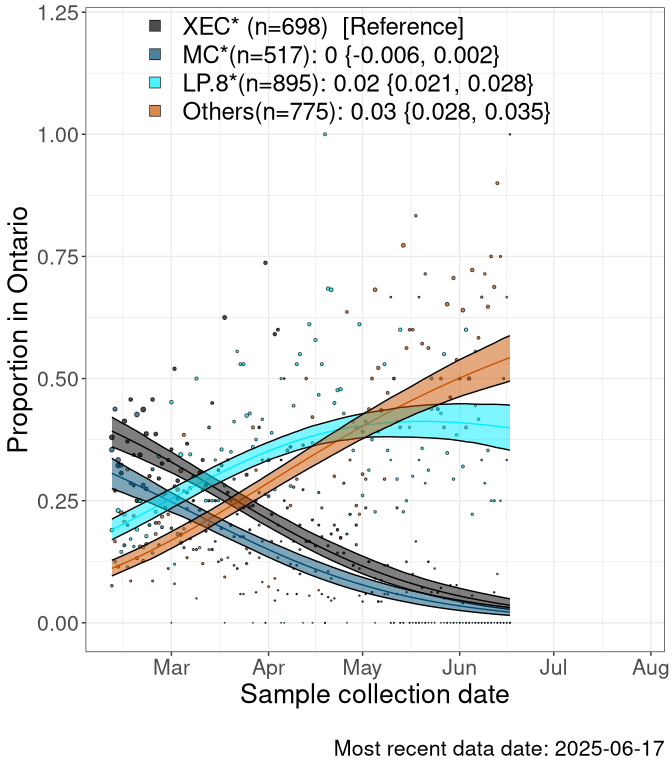 1.25
XEC* (n=698) [Reference]
MC*(n=517): 0 {-0.006, 0.002}
LP.8*(n=895): 0.02 {0.021, 0.028}
Others(n=775): 0.03 {0.028, 0.035}
1.00
0.75
0.50
0.25
0.00
Proportion in Ontario
Mar Apr May Jun Jul Aug
Sample collection date
Most recent data date: 2025-06-17